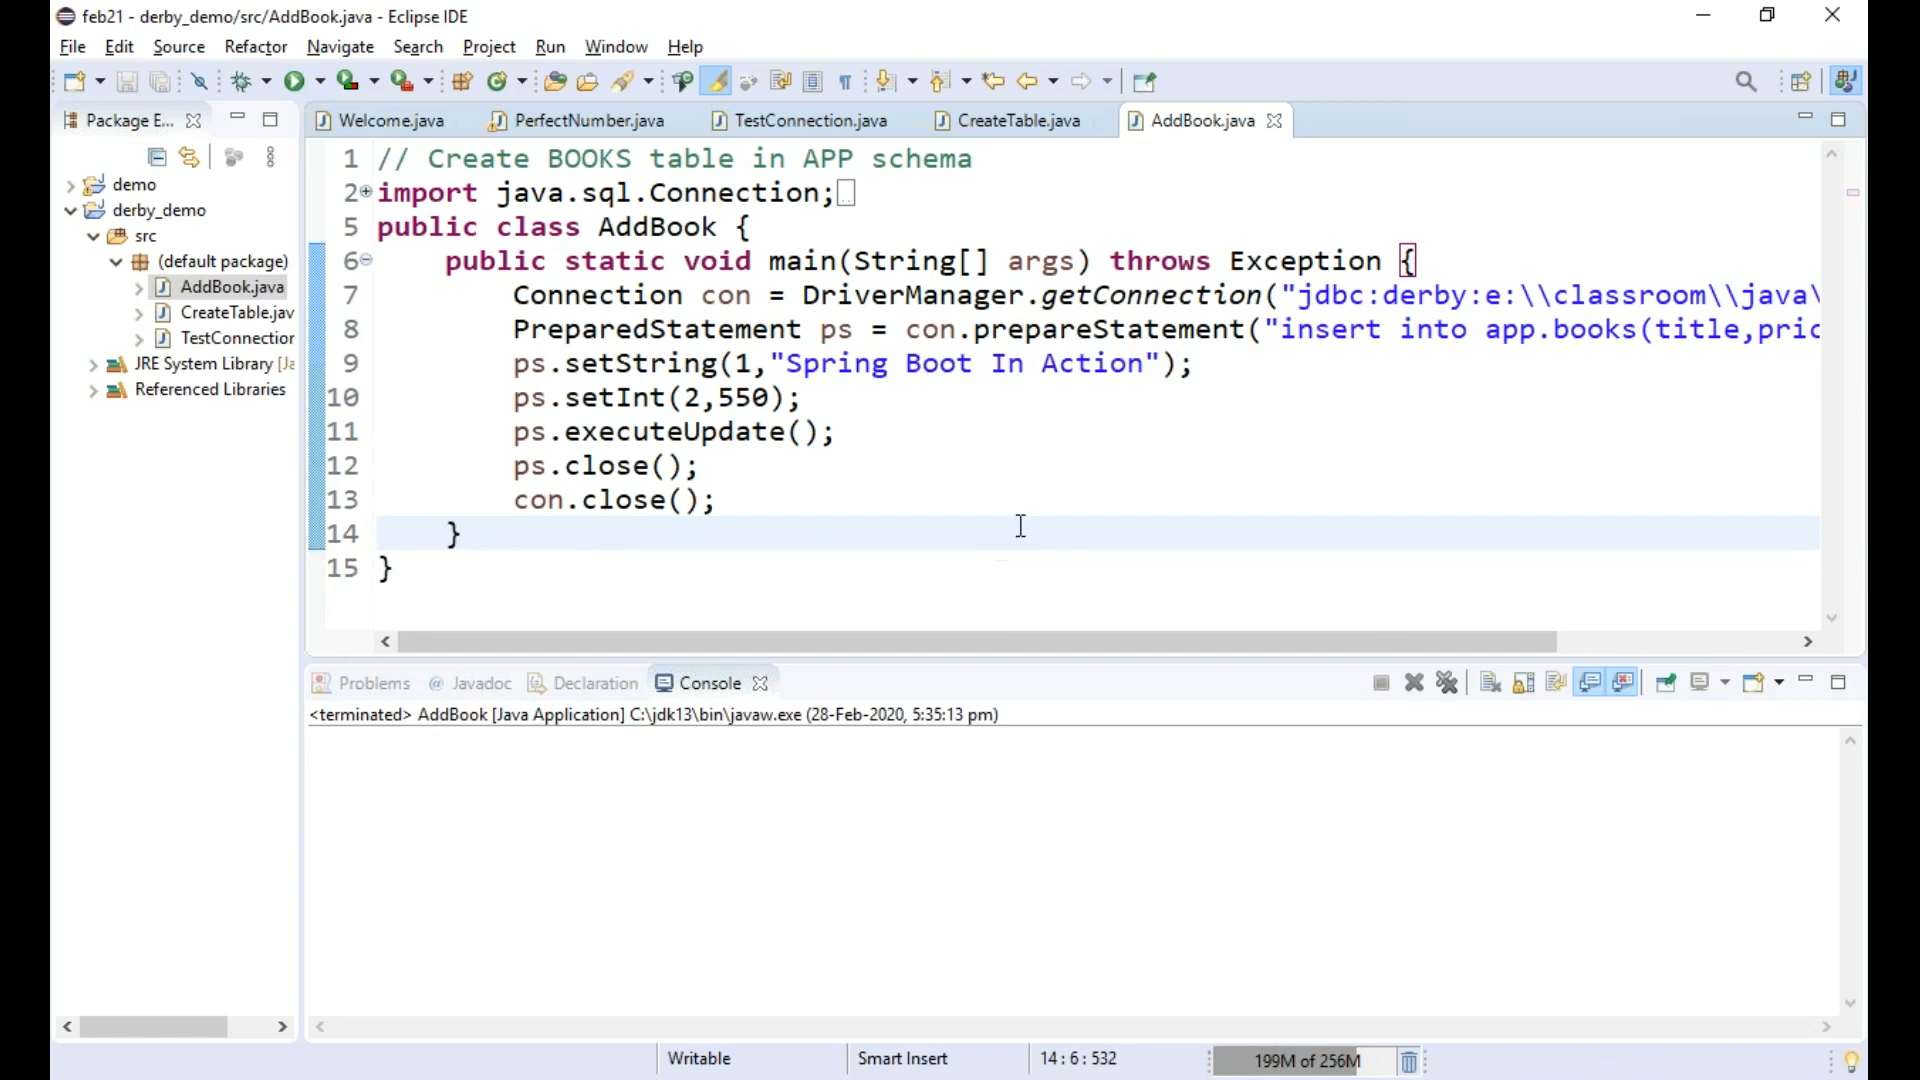 feb21 - derby_demo/src/AddBook.java - Eclipse IDE
File Edit Source Refactor Navigate Search Project Run Window Help
Package E...
Welcome.java PerfectNumber.java TestConnection.java CreateTable.java AddBook.java
demo
derby_demo
src
(default package)
AddBook.java
CreateTable.jav
TestConnection
JRE System Library [Ja
Referenced Libraries
1 // Create BOOKS table in APP schema
2 import java.sql.Connection;
5 public class AddBook {
6 public static void main(String[] args) throws Exception {
7 Connection con = DriverManager.getConnection("jdbc:derby:e:\\classroom\\java\
8 PreparedStatement ps = con.prepareStatement("insert into app.books(title,pric
9 ps.setString(1,"Spring Boot In Action");
10 ps.setInt(2,550);
11 ps.executeUpdate();
12 ps.close();
13 con.close();
14 }
15 }
Problems @ Javadoc Declaration Console
<terminated> AddBook [Java Application] C:\jdk13\bin\javaw.exe (28-Feb-2020, 5:35:13 pm)
Writable Smart Insert 14 : 6 : 532 199M of 256M